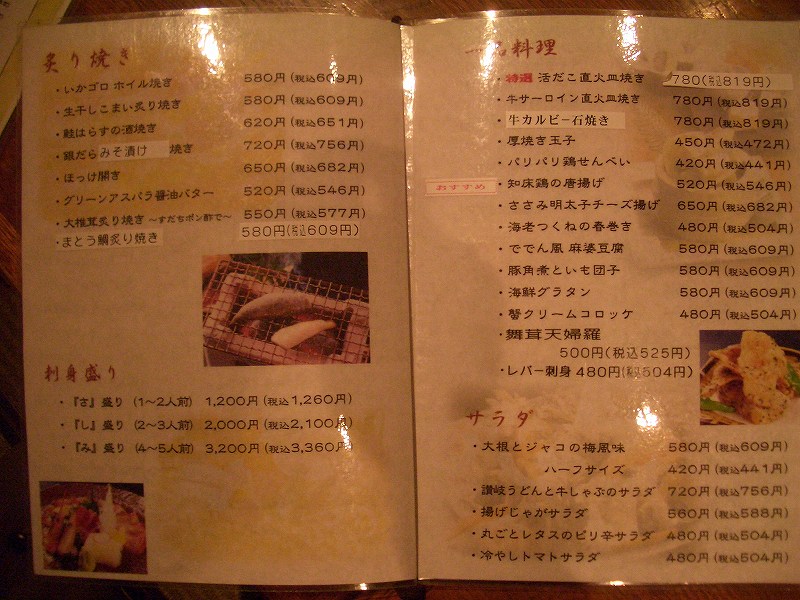 炙り焼き
・いかゴロ ホイル焼き 580円(税込609円)
・生干しこまい炙り焼き 580円(税込609円)
・鮭はらすの酒焼き 620円(税込651円)
・銀だらみそ漬け 焼き 720円(税込756円)
・ほっけ開き 650円(税込682円)
・グリーンアスパラ醤油バター 520円(税込546円)
・大椎茸炙り焼き 〜すだちポン酢で〜 550円(税込577円)
・まとう鯛炙り焼き 580円(税込609円)
刺身盛り
・『さ』盛り (1〜2人前) 1,200円(税込1,260円)
・『し』盛り (2〜3人前) 2,000円(税込2,100円)
・『み』盛り (4〜5人前) 3,200円(税込3,360円)
一品料理
・特選 活だこ直火皿焼き 780(税込819円)
・牛サーロイン直火皿焼き 780円(税込819円)
・牛カルビー石焼き 780円(税込819円)
・厚焼き玉子 450円(税込472円)
・パリパリ鶏せんべい 420円(税込441円)
おすすめ ・知床鶏の唐揚げ 520円(税込546円)
・ささみ明太子チーズ揚げ 650円(税込682円)
・海老つくねの春巻き 480円(税込504円)
・ででん風 麻婆豆腐 580円(税込609円)
・豚角煮といも団子 580円(税込609円)
・海鮮グラタン 580円(税込609円)
・蟹クリームコロッケ 480円(税込504円)
・舞茸天婦羅
500円(税込525円)
・レバー刺身 480円(税込504円)
サラダ
・大根とジャコの梅風味 580円(税込609円)
ハーフサイズ 420円(税込441円)
・讃岐うどんと牛しゃぶのサラダ 720円(税込756円)
・揚げじゃがサラダ 560円(税込588円)
・丸ごとレタスのピリ辛サラダ 480円(税込504円)
・冷やしトマトサラダ 480円(税込504円)